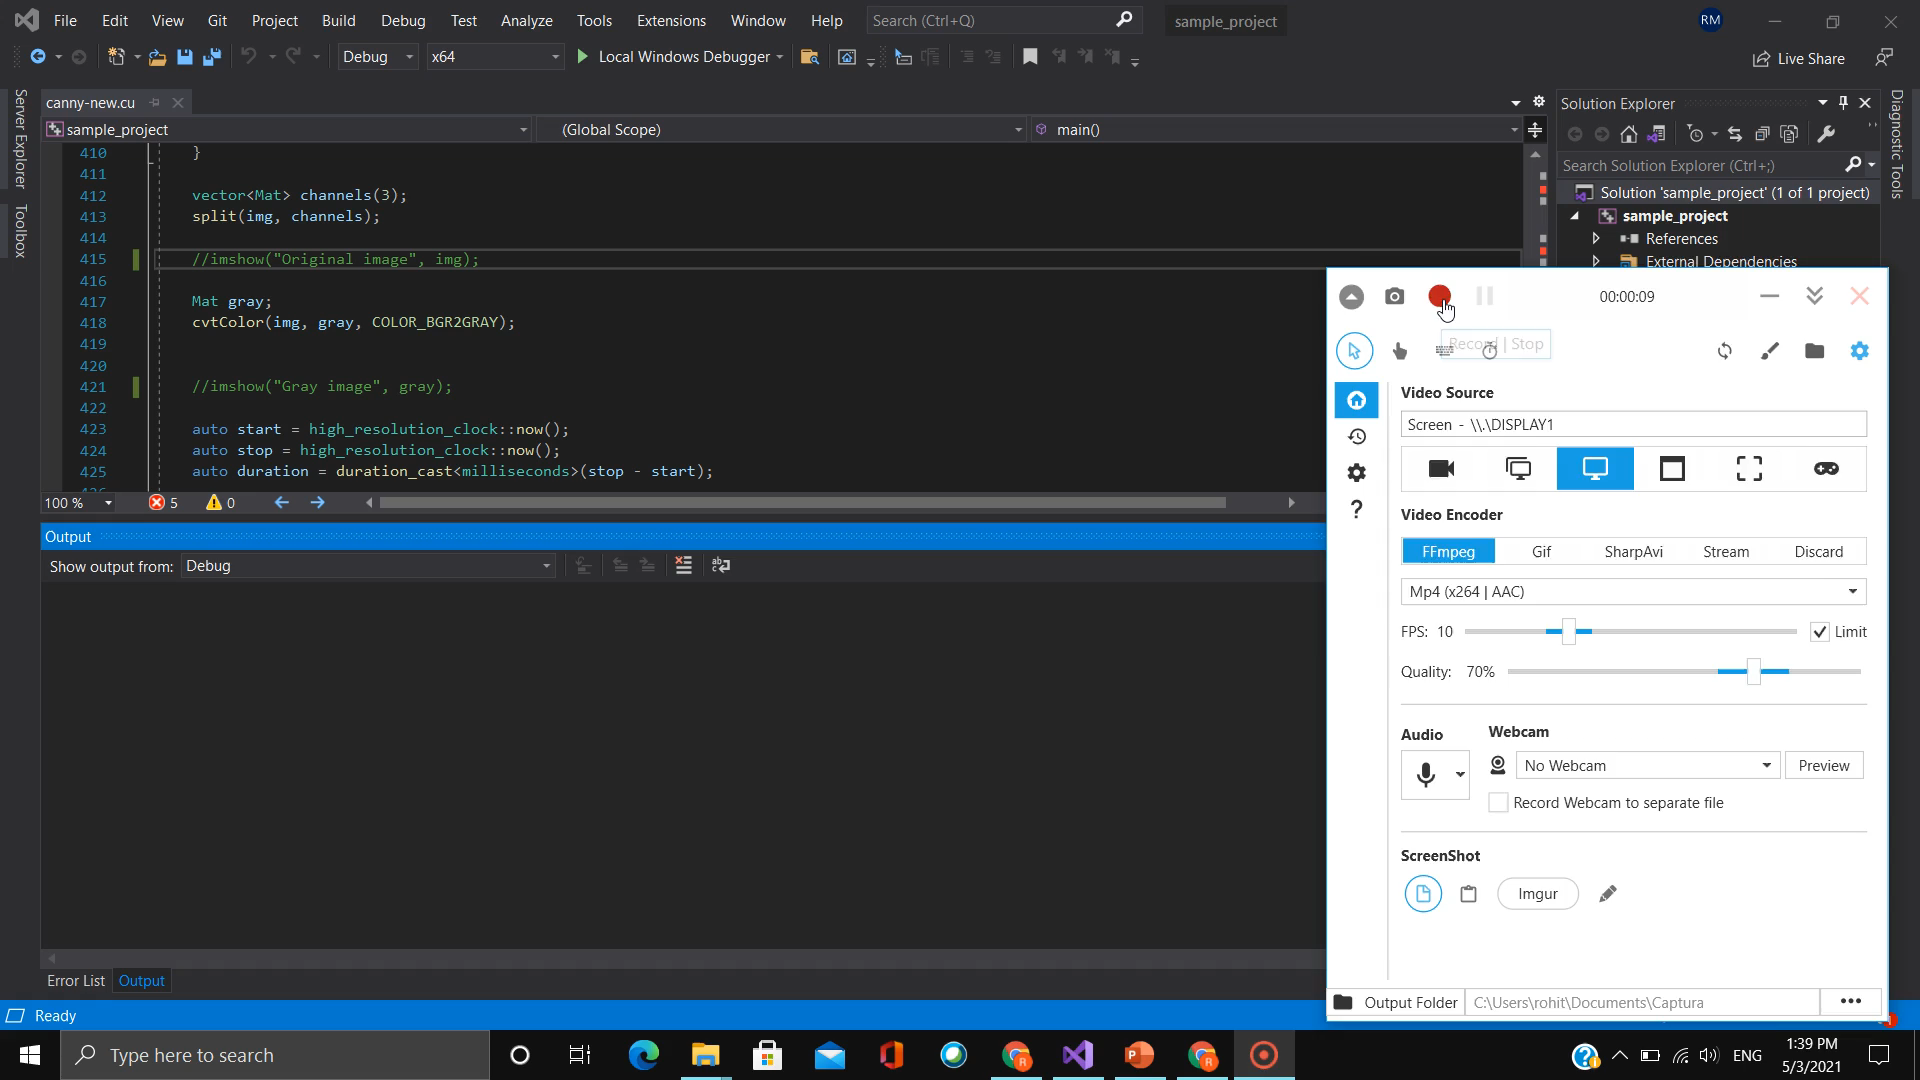 File Edit View Git Project Build Debug Test Analyze Tools Extensions Window Help Search (Ctrl+Q) sample_project RM
Debug x64 Local Windows Debugger Live Share
Server Explorer
Toolbox
canny-new.cu
sample_project (Global Scope) main()
410 }
411
412 vector<Mat> channels(3);
413 split(img, channels);
414
415 //imshow("Original image", img);
416
417 Mat gray;
418 cvtColor(img, gray, COLOR_BGR2GRAY);
419
420
421 //imshow("Gray image", gray);
422
423 auto start = high_resolution_clock::now();
424 auto stop = high_resolution_clock::now();
425 auto duration = duration_cast<milliseconds>(stop - start);
100 % 5 0
Output
Show output from: Debug
Error List Output
Ready
Solution Explorer
Search Solution Explorer (Ctrl+;)
Solution 'sample_project' (1 of 1 project)
sample_project
References
External Dependencies
Diagnostic Tools
00:00:09
Record | Stop
Video Source
Screen - \\.\DISPLAY1
Video Encoder
FFmpeg Gif SharpAvi Stream Discard
Mp4 (x264 | AAC)
FPS: 10 Limit
Quality: 70%
Audio Webcam
No Webcam Preview
Record Webcam to separate file
ScreenShot
Imgur
Output Folder C:\Users\rohit\Documents\Captura ...
Type here to search
ENG
1:39 PM
5/3/2021